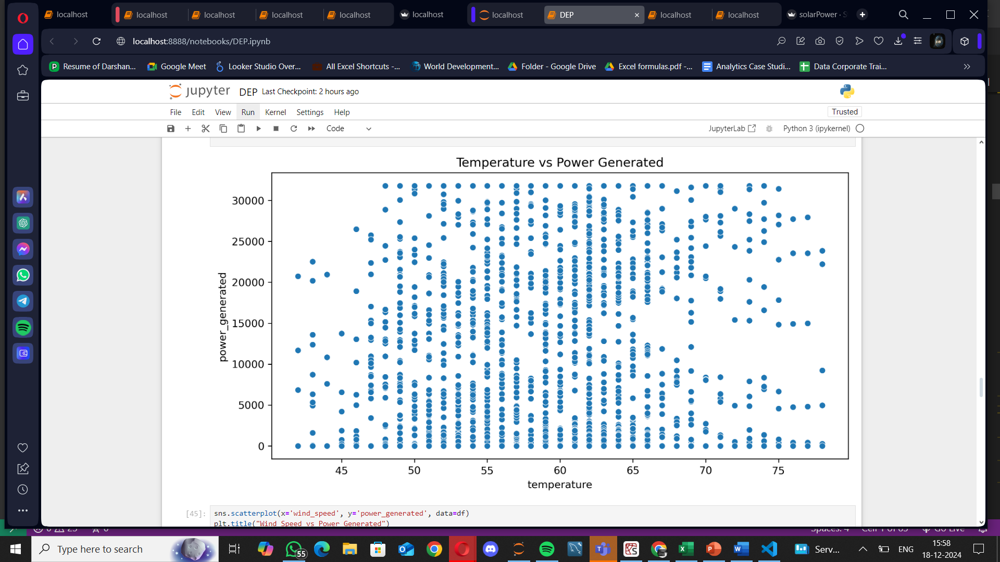 localhost
localhost
localhost
localhost
localhost
localhost
localhost
DEP
localhost
localhost
solarPower · S
localhost:8888/notebooks/DEP.ipynb
Resume of Darshan...
Google Meet
Looker Studio Over...
All Excel Shortcuts -...
World Development...
Folder - Google Drive
Excel formulas.pdf -...
Analytics Case Studi...
Data Corporate Trai...
jupyter DEP Last Checkpoint: 2 hours ago
File Edit View Run Kernel Settings Help
Trusted
Code
JupyterLab
Python 3 (ipykernel)
Temperature vs Power Generated
30000
25000
20000
15000
10000
5000
0
power_generated
45 50 55 60 65 70 75
temperature
[45]:
sns.scatterplot(x='wind_speed', y='power_generated', data=df)
plt.title("Wind Speed vs Power Generated")
Type here to search
55
Serv...
ENG
15:58
18-12-2024